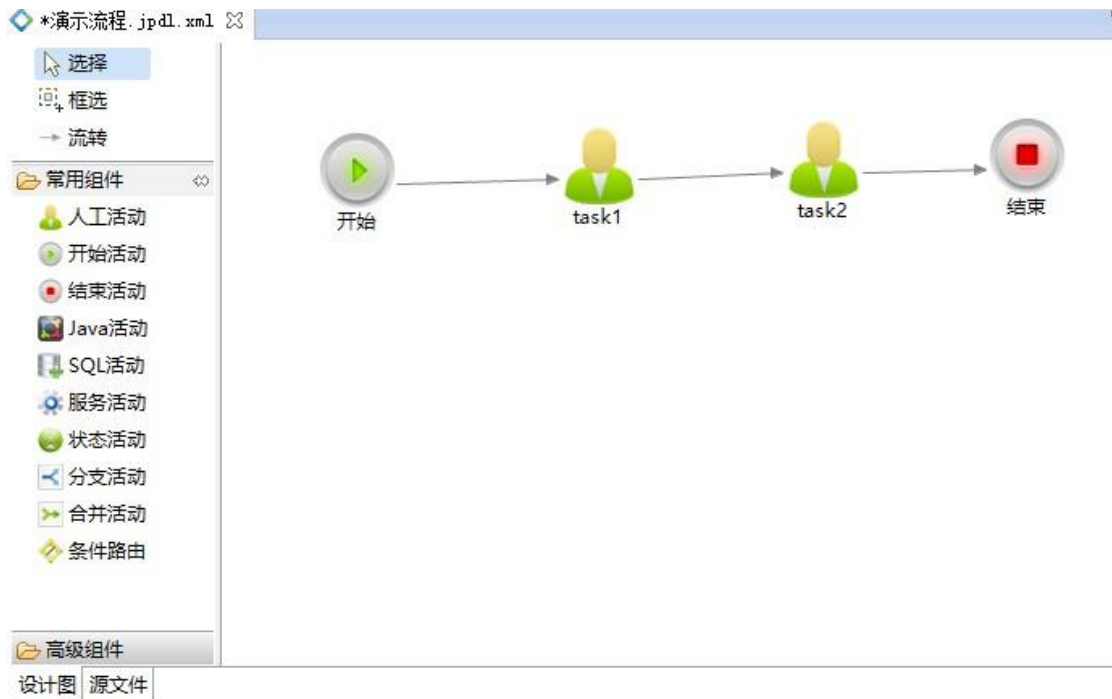 *演示流程.jpdl.xml
选择
框选
流转
常用组件
人工活动
开始活动
结束活动
Java活动
SQL活动
服务活动
状态活动
分支活动
合并活动
条件路由
高级组件
设计图 源文件
开始
task1
task2
结束